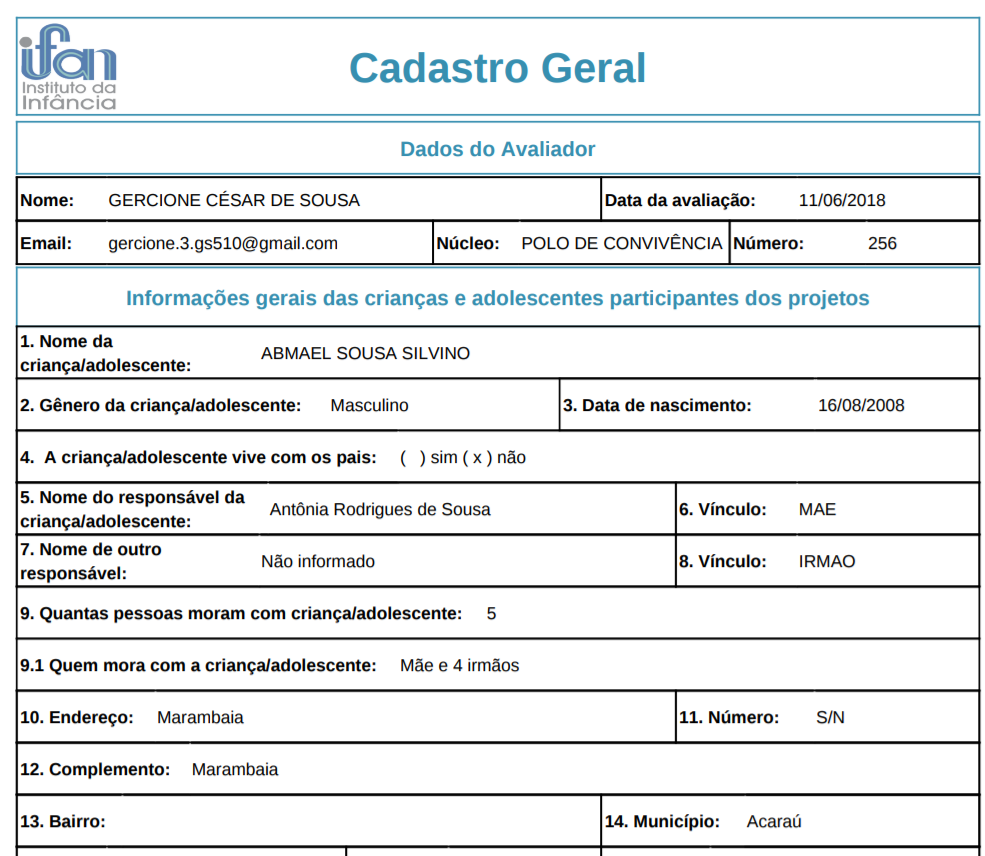 ifan
Instituto da
Infância
Cadastro Geral
Dados do Avaliador
Nome: GERCIONE CÉSAR DE SOUSA Data da avaliação: 11/06/2018
Email: gercione.3.gs510@gmail.com Núcleo: POLO DE CONVIVÊNCIA Número: 256
Informações gerais das crianças e adolescentes participantes dos projetos
1. Nome da
criança/adolescente: ABMAEL SOUSA SILVINO
2. Gênero da criança/adolescente: Masculino 3. Data de nascimento: 16/08/2008
4. A criança/adolescente vive com os pais: ( ) sim ( x ) não
5. Nome do responsável da
criança/adolescente: Antônia Rodrigues de Sousa 6. Vínculo: MAE
7. Nome de outro
responsável: Não informado 8. Vínculo: IRMAO
9. Quantas pessoas moram com criança/adolescente: 5
9.1 Quem mora com a criança/adolescente: Mãe e 4 irmãos
10. Endereço: Marambaia 11. Número: S/N
12. Complemento: Marambaia
13. Bairro: 14. Município: Acaraú